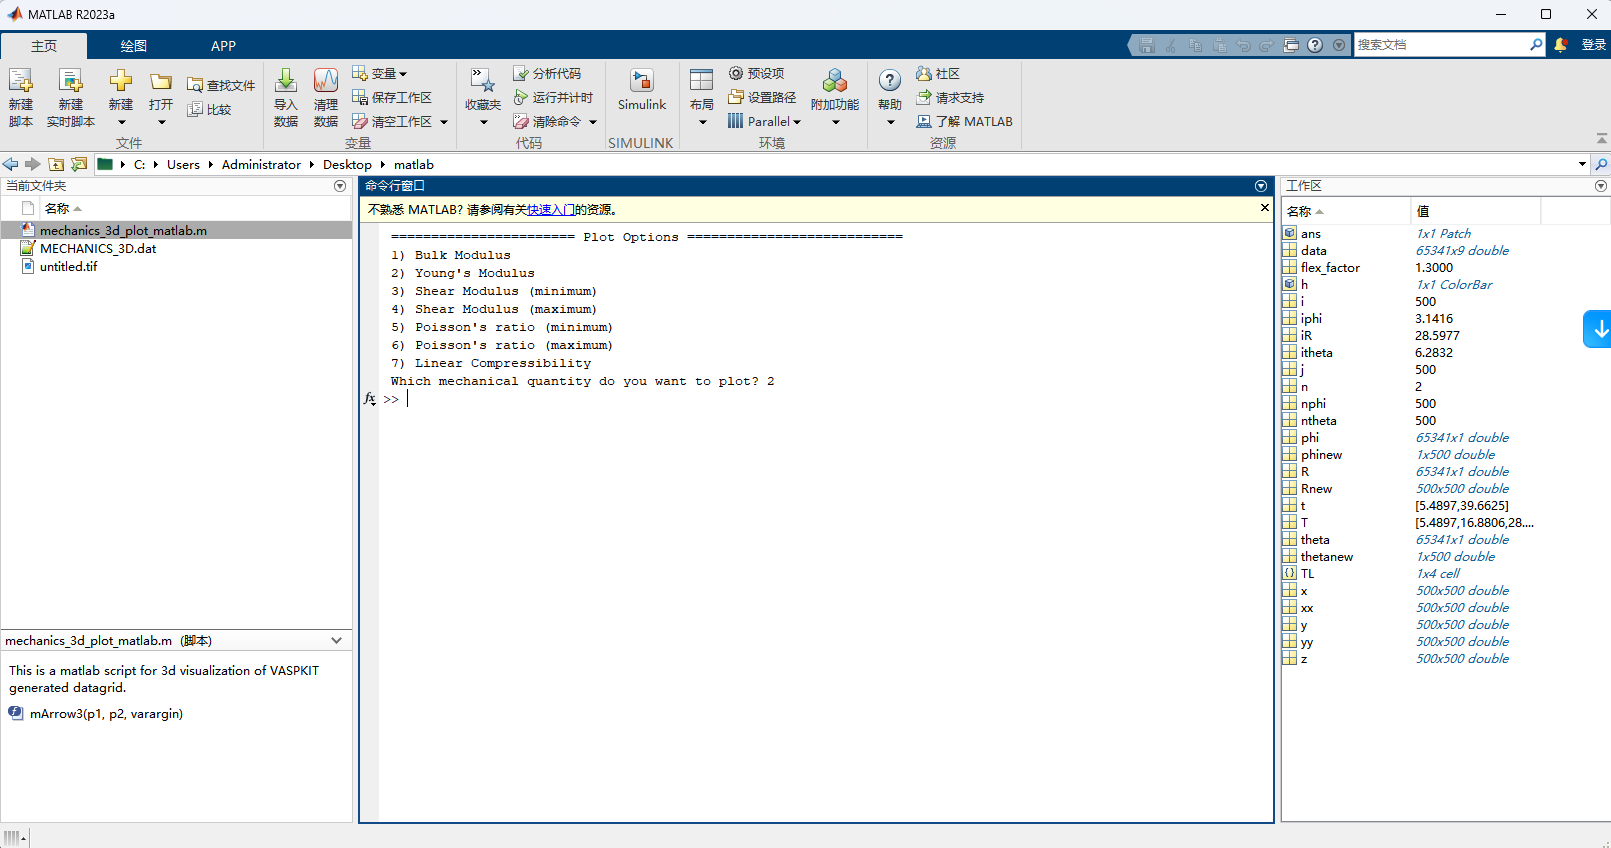 MATLAB R2023a
主页 绘图 APP
搜索文档
登录
新建
脚本
新建
实时脚本
新建
打开
查找文件
比较
文件
导入
数据
清理
数据
变量
保存工作区
清空工作区
变量
收藏夹
分析代码
运行并计时
清除命令
代码
Simulink
SIMULINK
布局
预设项
设置路径
Parallel
附加功能
环境
帮助
社区
请求支持
了解 MATLAB
资源
C: Users Administrator Desktop matlab
当前文件夹
名称
mechanics_3d_plot_matlab.m
MECHANICS_3D.dat
untitled.tif
mechanics_3d_plot_matlab.m (脚本)
This is a matlab script for 3d visualization of VASPKIT
generated datagrid.
mArrow3(p1, p2, varargin)
命令行窗口
不熟悉 MATLAB? 请参阅有关快速入门的资源。
======================= Plot Options ===========================
1) Bulk Modulus
2) Young's Modulus
3) Shear Modulus (minimum)
4) Shear Modulus (maximum)
5) Poisson's ratio (minimum)
6) Poisson's ratio (maximum)
7) Linear Compressibility
Which mechanical quantity do you want to plot? 2
fx >>
工作区
名称 值
ans 1x1 Patch
data 65341x9 double
flex_factor 1.3000
h 1x1 ColorBar
i 500
iphi 3.1416
iR 28.5977
itheta 6.2832
j 500
n 2
nphi 500
ntheta 500
phi 65341x1 double
phinew 1x500 double
R 65341x1 double
Rnew 500x500 double
t [5.4897,39.6625]
T [5.4897,16.8806,28....
theta 65341x1 double
thetanew 1x500 double
TL 1x4 cell
x 500x500 double
xx 500x500 double
y 500x500 double
yy 500x500 double
z 500x500 double